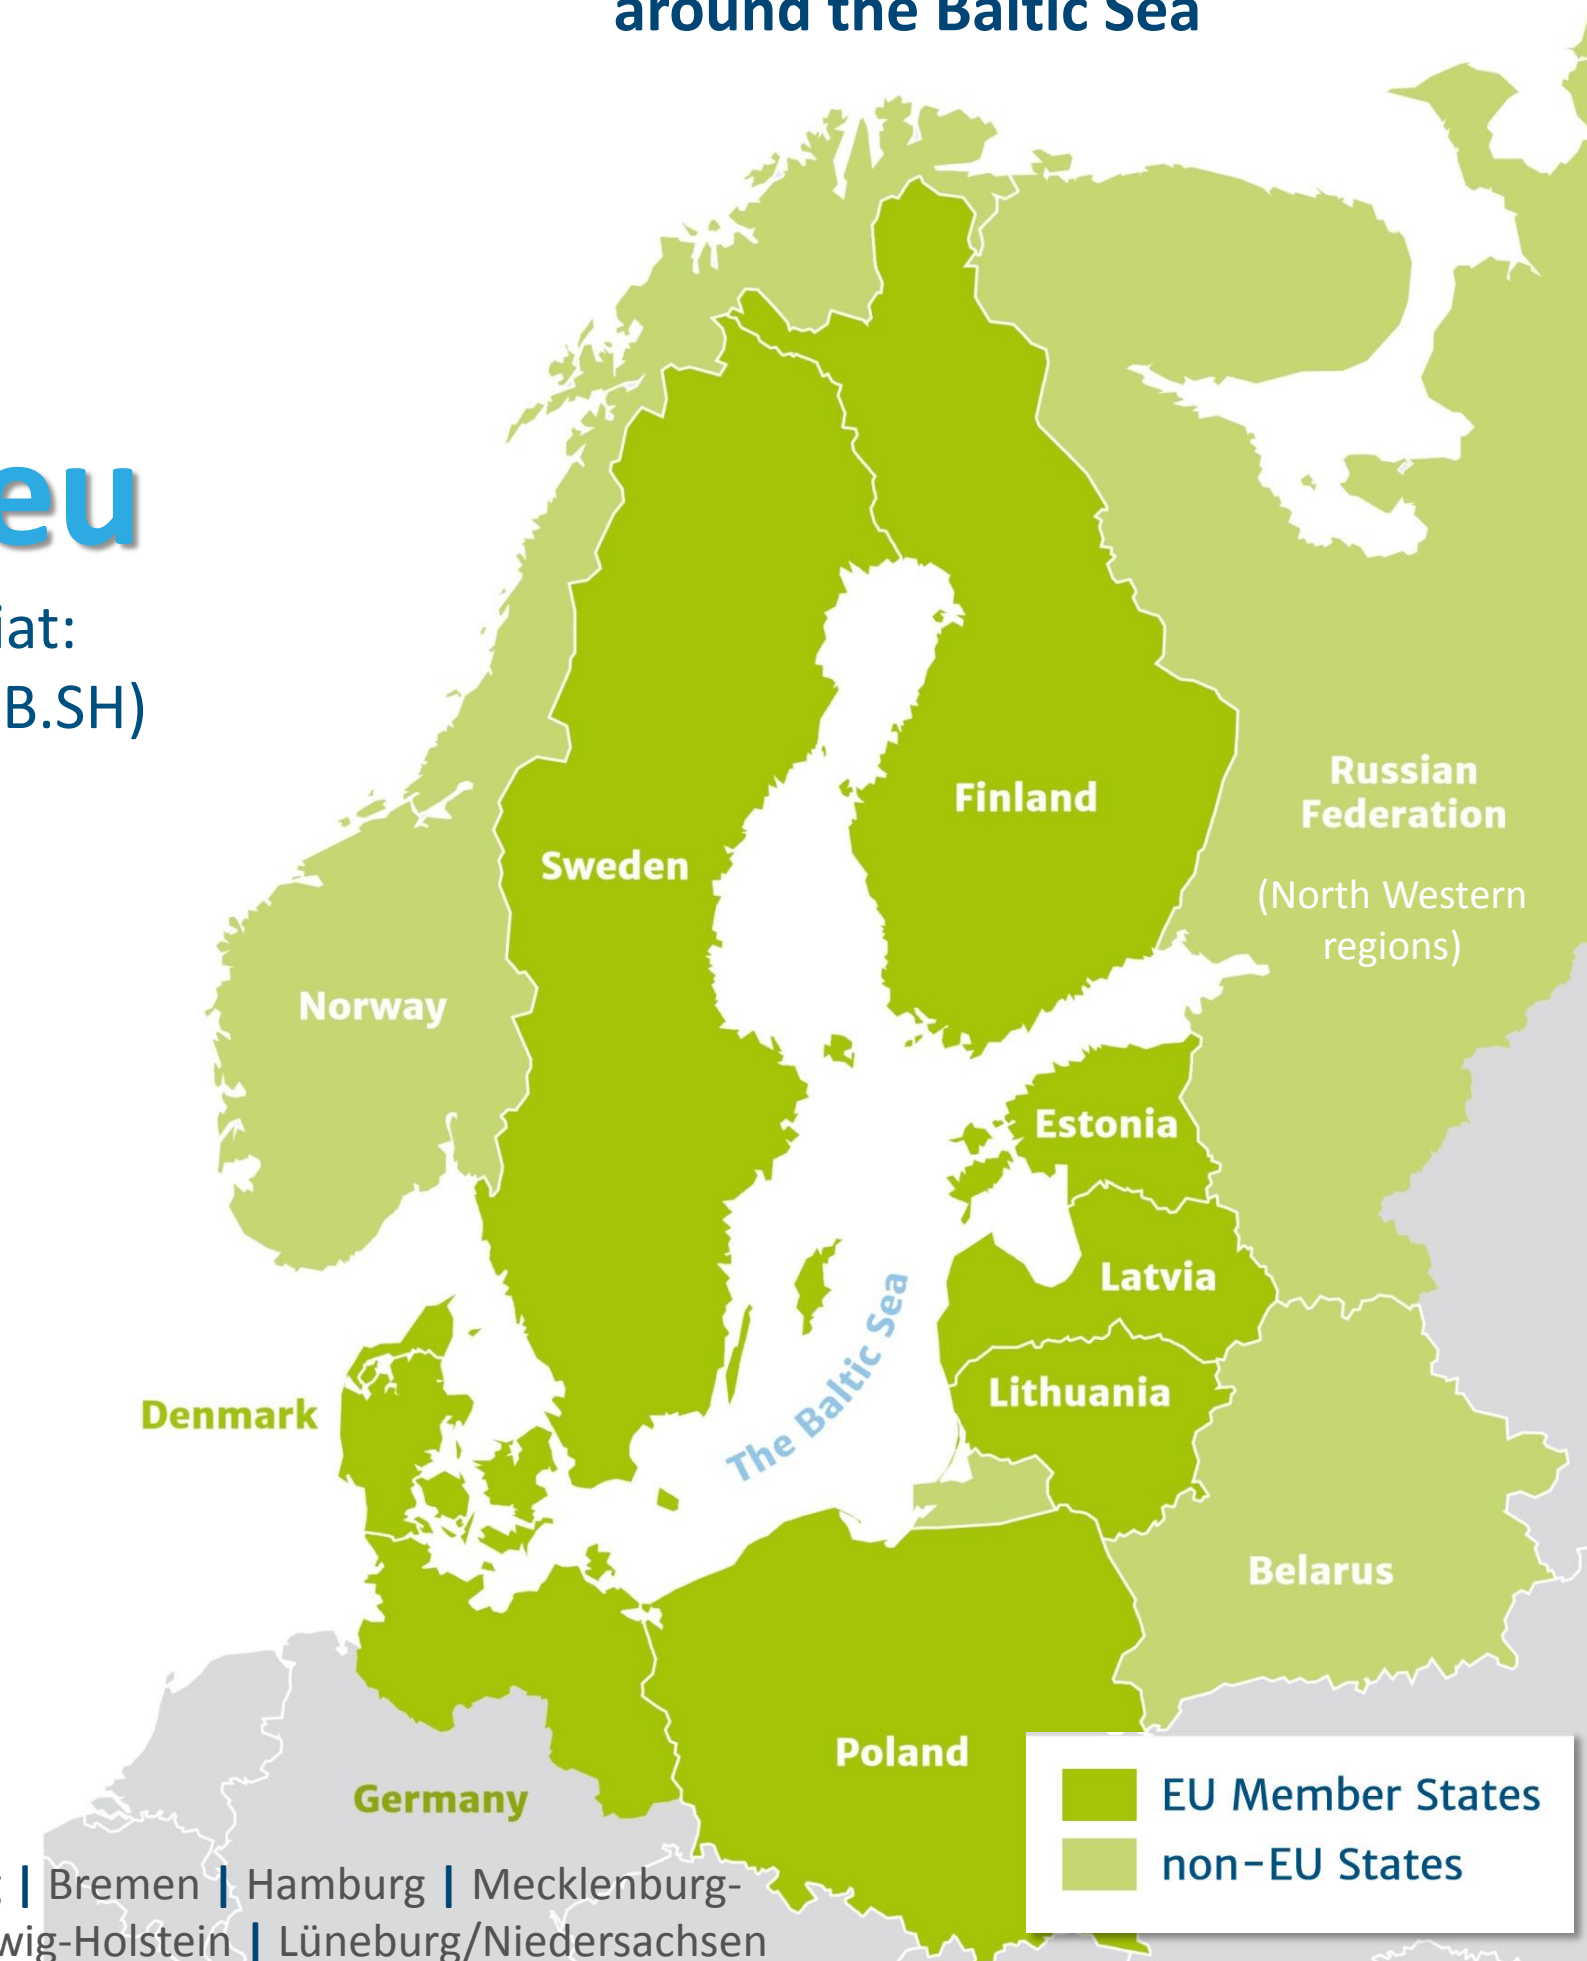 around the Baltic Sea
eu
iat:
B.SH)
Finland
Russian
Federation
Sweden
(North Western
regions)
Norway
Estonia
Latvia
The Baltic Sea
Lithuania
Denmark
Belarus
Poland
Germany
EU Member States
non-EU States
| Bremen | Hamburg | Mecklenburg-
wig-Holstein | Lüneburg/Niedersachsen